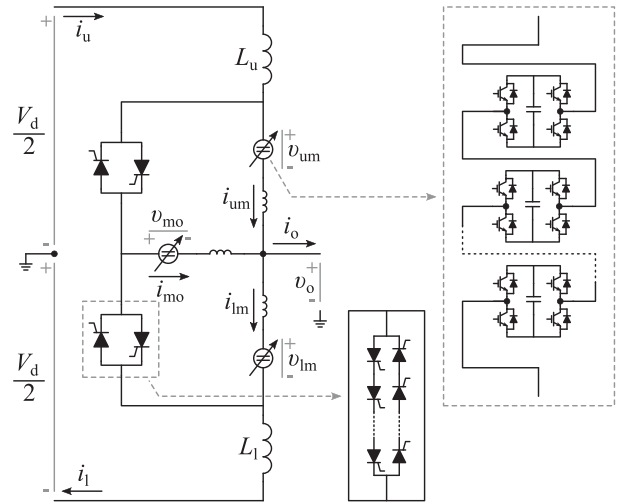 +
i_u
L_u
V_d
2
+
v_um
-
i_um
v_mo
+ -
i_o
-
+
i_mo
+
v_o
-
i_lm
V_d
2
+
v_lm
-
L_l
-
i_l